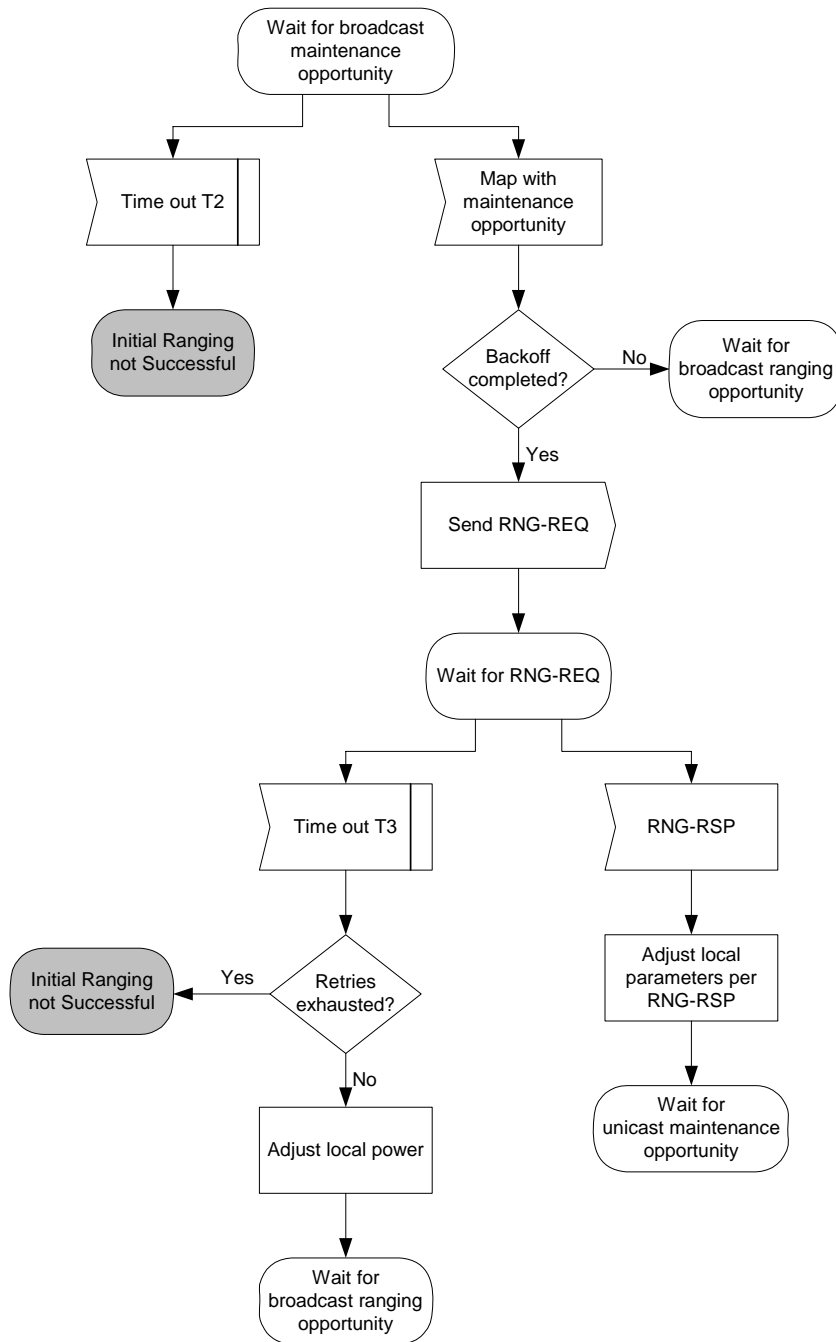 Wait for broadcast
maintenance
opportunity
Time out T2
Map with
maintenance
opportunity
Initial Ranging
not Successful
Backoff
completed?
No
Wait for
broadcast ranging
opportunity
Yes
Send RNG-REQ
Wait for RNG-REQ
Time out T3
RNG-RSP
Initial Ranging
not Successful
Yes
Retries
exhausted?
Adjust local
parameters per
RNG-RSP
No
Adjust local power
Wait for
unicast maintenance
opportunity
Wait for
broadcast ranging
opportunity